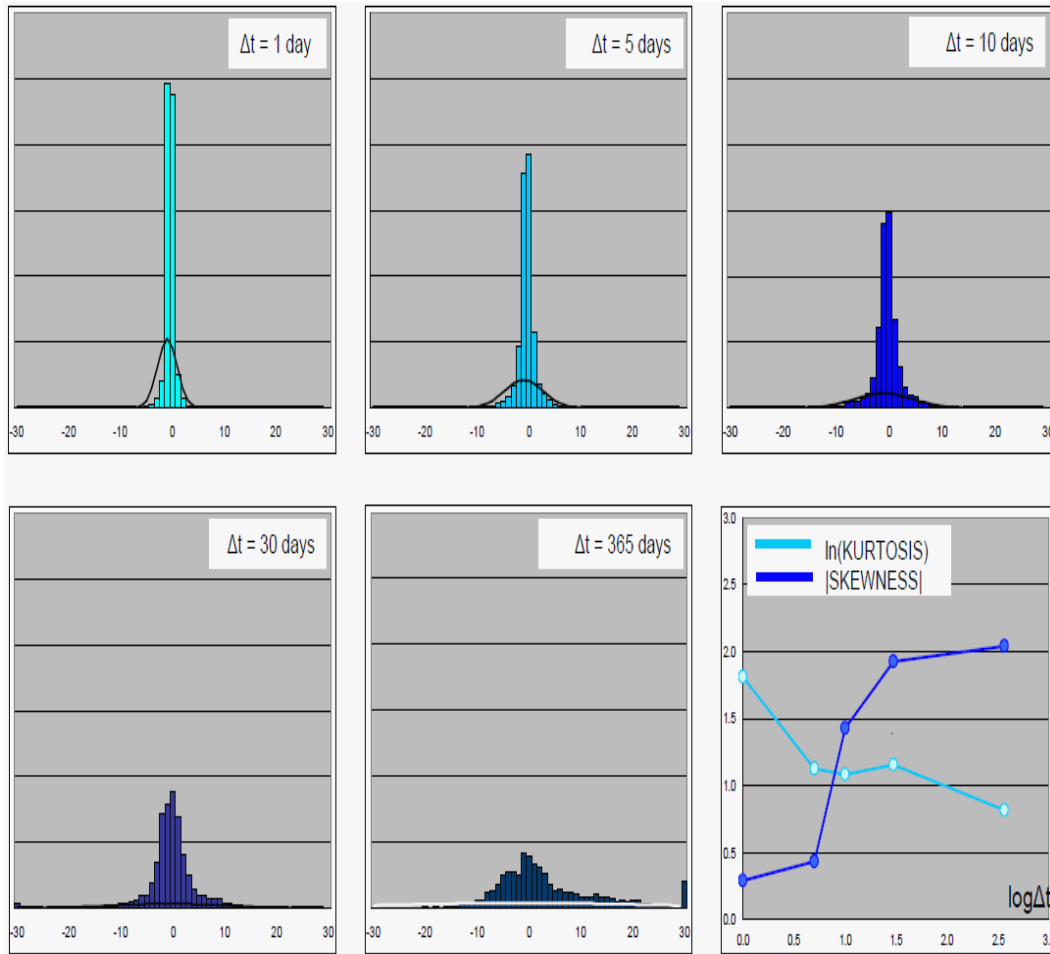 Δt = 1 day
-30 -20 -10 0 10 20 30
Δt = 5 days
-30 -20 -10 0 10 20 30
Δt = 10 days
-30 -20 -10 0 10 20 30
Δt = 30 days
-30 -20 -10 0 10 20 30
Δt = 365 days
-30 -20 -10 0 10 20 30
ln(KURTOSIS)
|SKEWNESS|
3.0
2.5
2.0
1.5
1.0
0.5
0.0
logΔt
0.0 0.5 1.0 1.5 2.0 2.5 3.